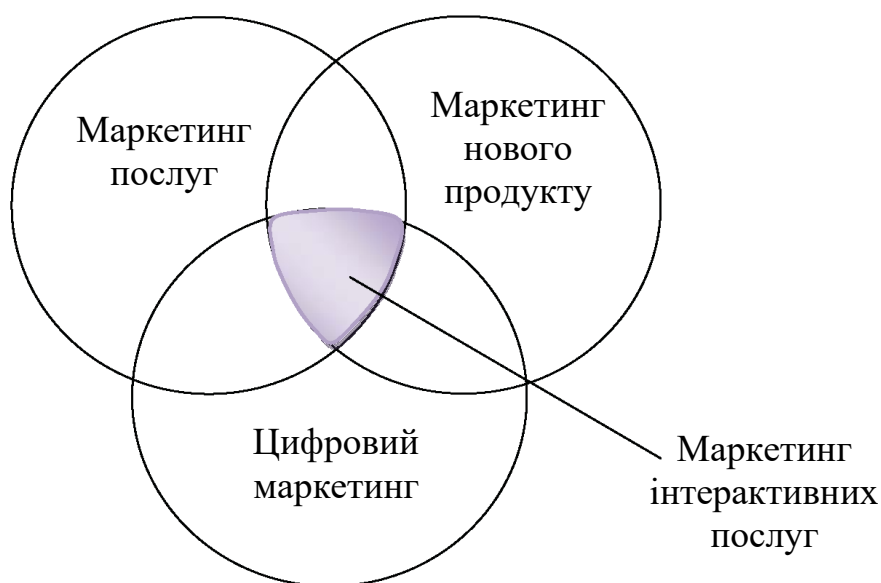 Маркетинг
послуг
Маркетинг
нового
продукту
Цифровий
маркетинг
Маркетинг
інтерактивних
послуг